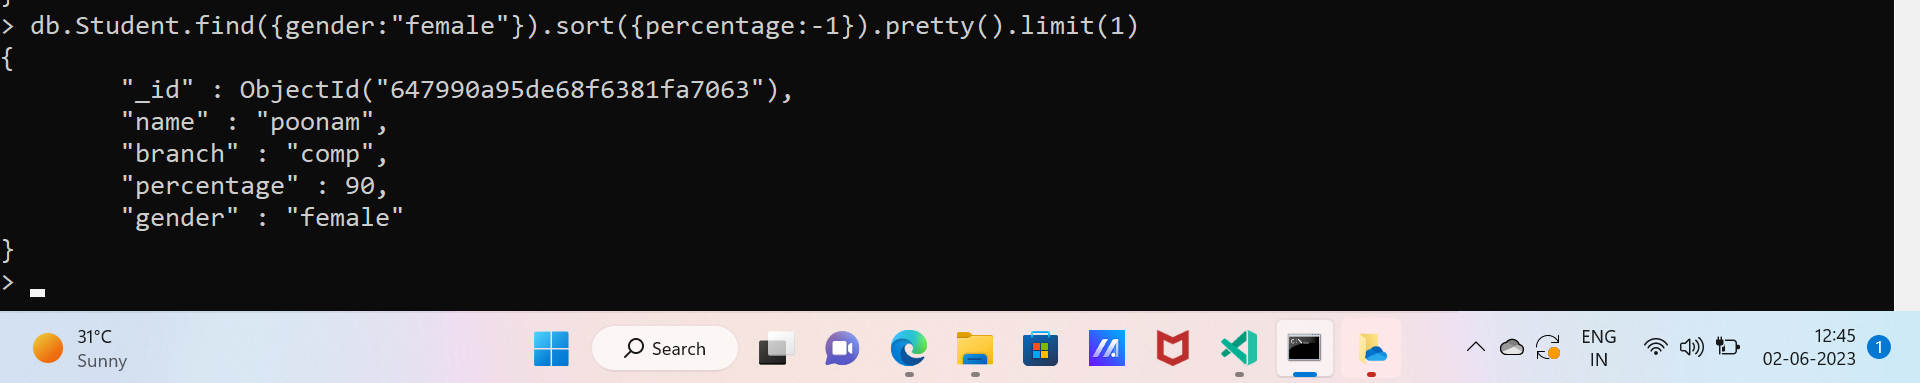 }
> db.Student.find({gender:"female"}).sort({percentage:-1}).pretty().limit(1)
{
        "_id" : ObjectId("647990a95de68f6381fa7063"),
        "name" : "poonam",
        "branch" : "comp",
        "percentage" : 90,
        "gender" : "female"
}
>
31°C
Sunny
Search
C:\_
ENG
IN
12:45
02-06-2023
1